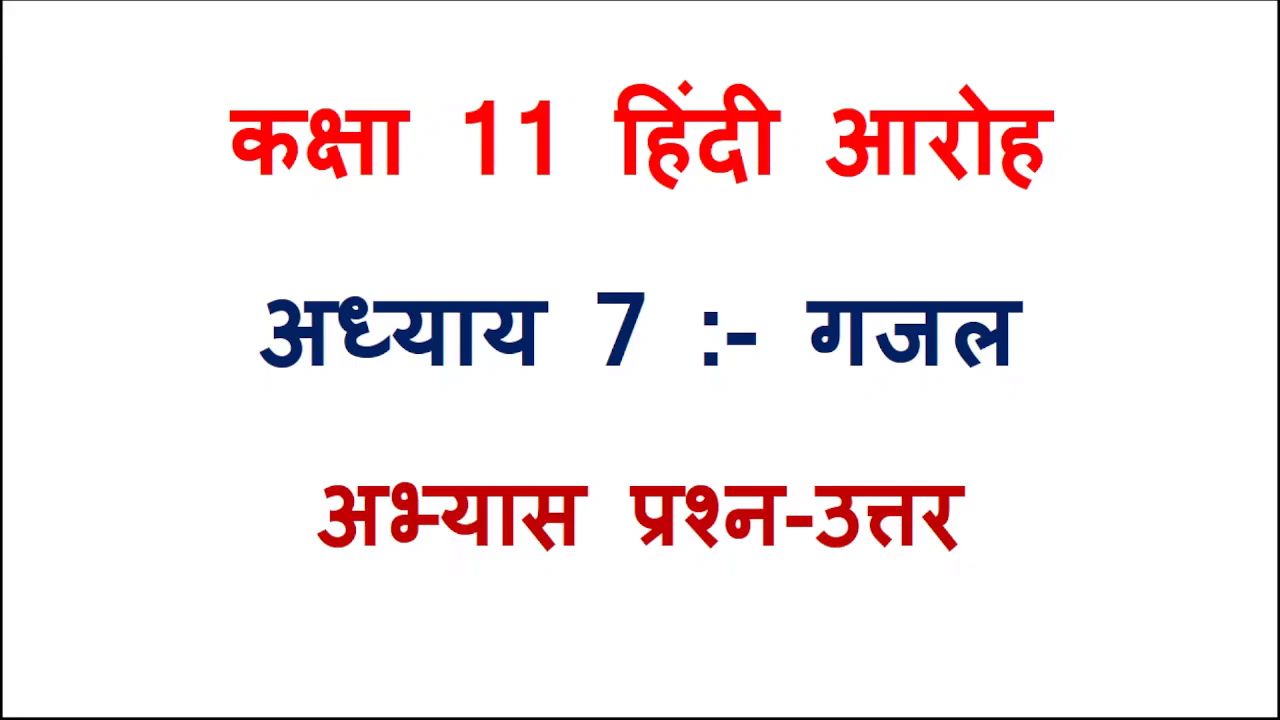 कक्षा 11 हिंदी आरोह
अध्याय 7 :- गजल
अभ्यास प्रश्न-उत्तर